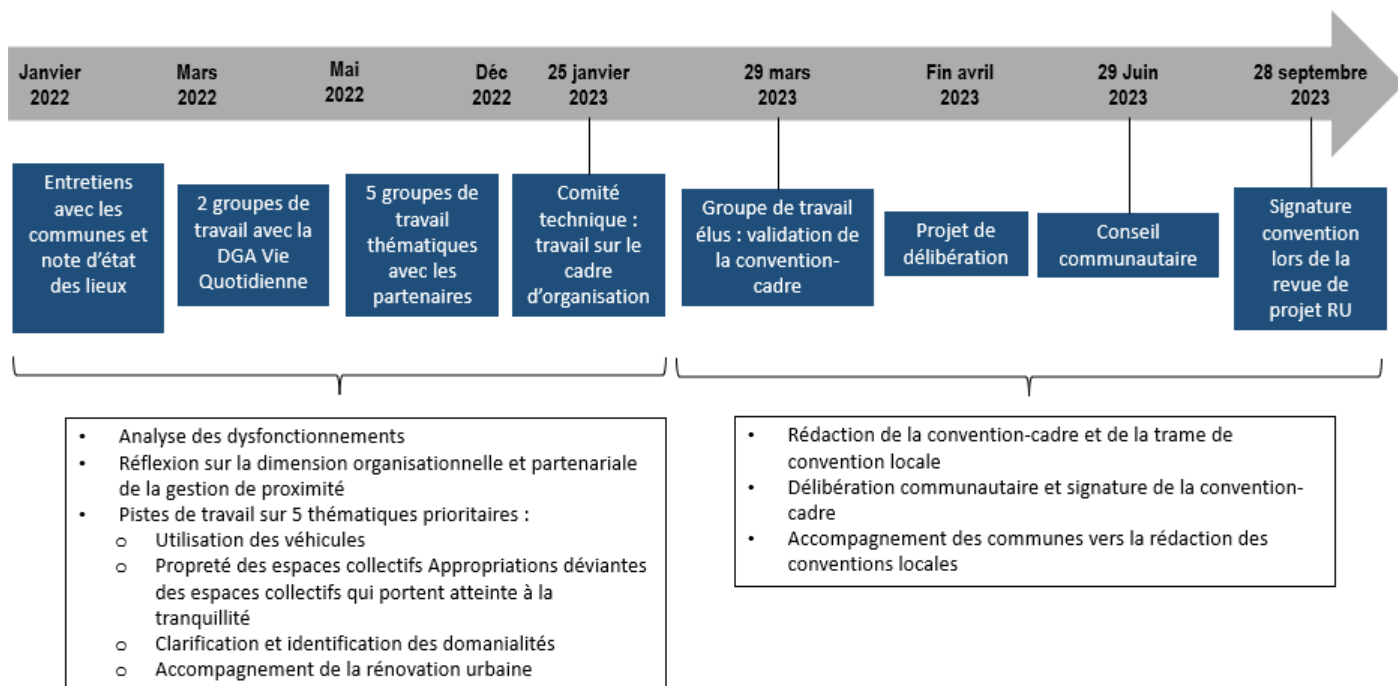 Janvier
2022
Mars
2022
Mai
2022
Déc
2022
25 janvier
2023
29 mars
2023
Fin avril
2023
29 Juin
2023
28 septembre
2023
Entretiens
avec les
communes et
note d'état
des lieux
2 groupes de
travail avec la
DGA Vie
Quotidienne
5 groupes de
travail
thématiques
avec les
partenaires
Comité
technique :
travail sur le
cadre
d'organisation
Groupe de travail
élus : validation de
la convention-
cadre
Projet de
délibération
Conseil
communautaire
Signature
convention
lors de la
revue de
projet RU
• Analyse des dysfonctionnements
• Réflexion sur la dimension organisationnelle et partenariale
de la gestion de proximité
• Pistes de travail sur 5 thématiques prioritaires :
o Utilisation des véhicules
o Propreté des espaces collectifs Appropriations déviantes
des espaces collectifs qui portent atteinte à la
tranquillité
o Clarification et identification des domanialités
o Accompagnement de la rénovation urbaine
• Rédaction de la convention-cadre et de la trame de
convention locale
• Délibération communautaire et signature de la convention-
cadre
• Accompagnement des communes vers la rédaction des
conventions locales